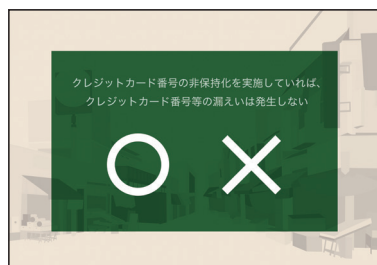 クレジットカード番号の非保持化を実施していれば、
クレジットカード番号等の漏えいは発生しない
○ ×